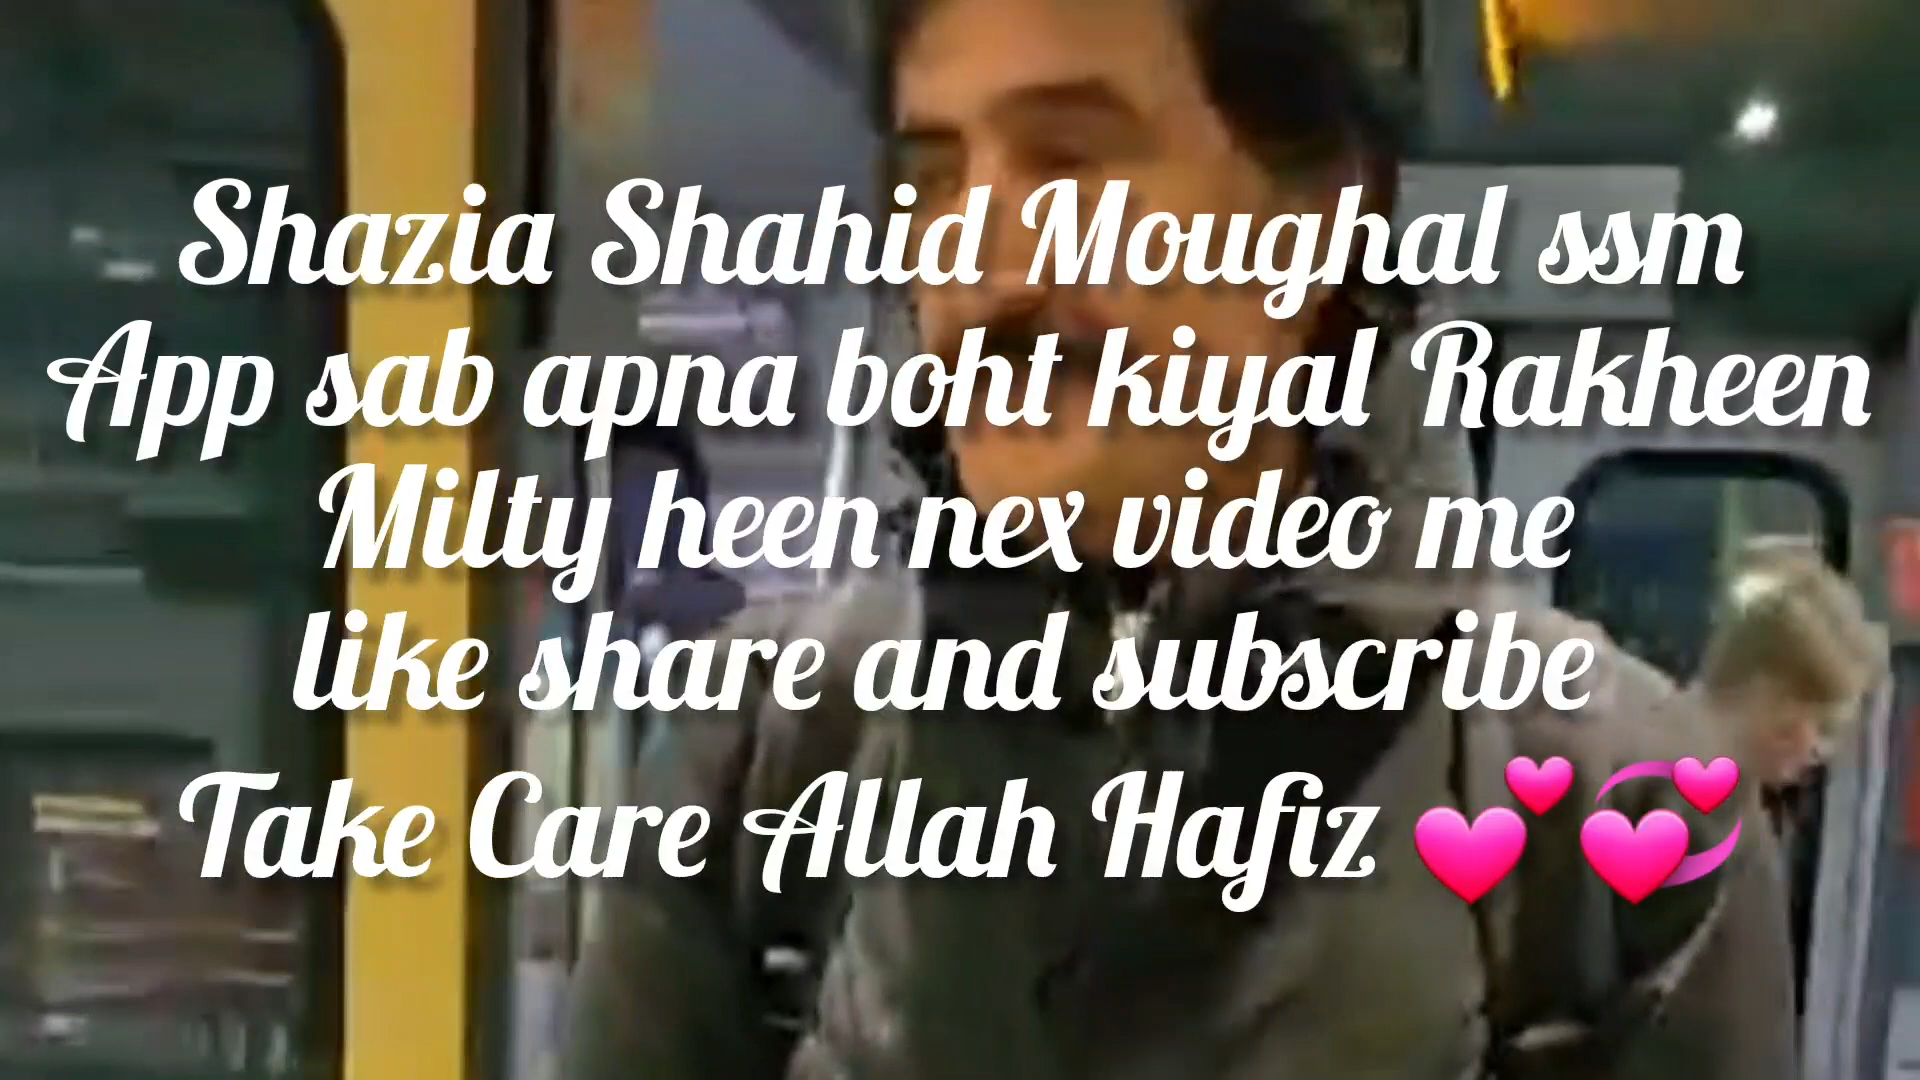 Shazia Shahid Moughal ssm
App sab apna boht kiyal Rakheen
Milty heen nex video me
like share and subscribe
Take Care Allah Hafiz 💕💞